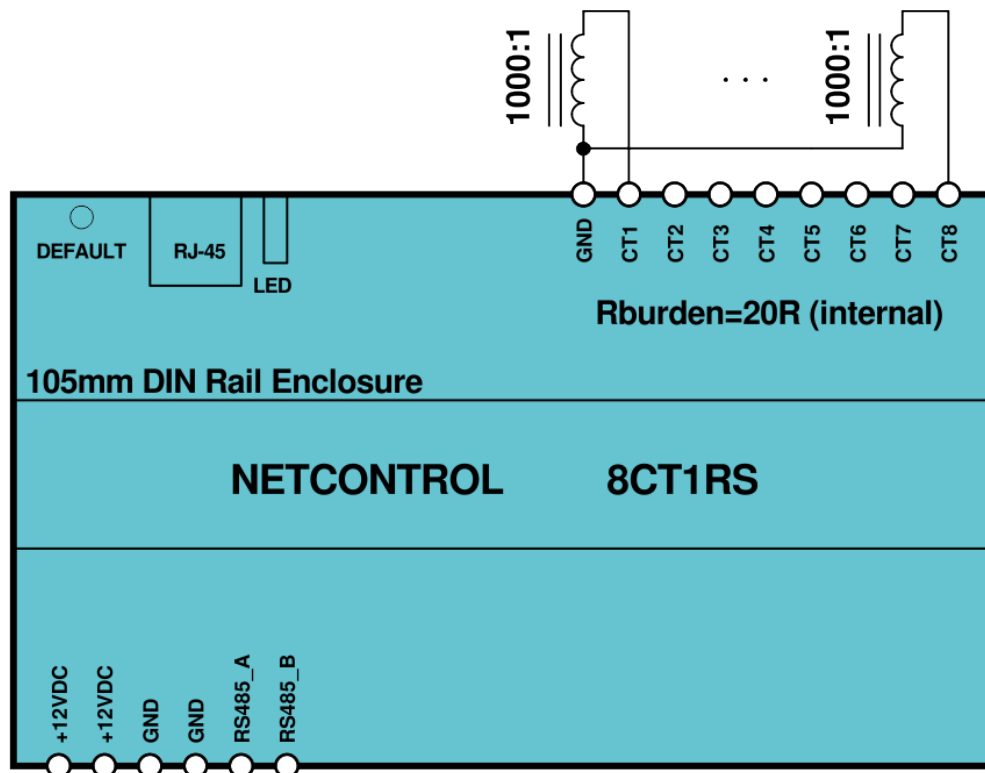 1000:1
. . .
1000:1
DEFAULT
RJ-45
LED
GND
CT1
CT2
CT3
CT4
CT5
CT6
CT7
CT8
Rburden=20R (internal)
105mm DIN Rail Enclosure
NETCONTROL 8CT1RS
+12VDC
+12VDC
GND
GND
RS485_A
RS485_B